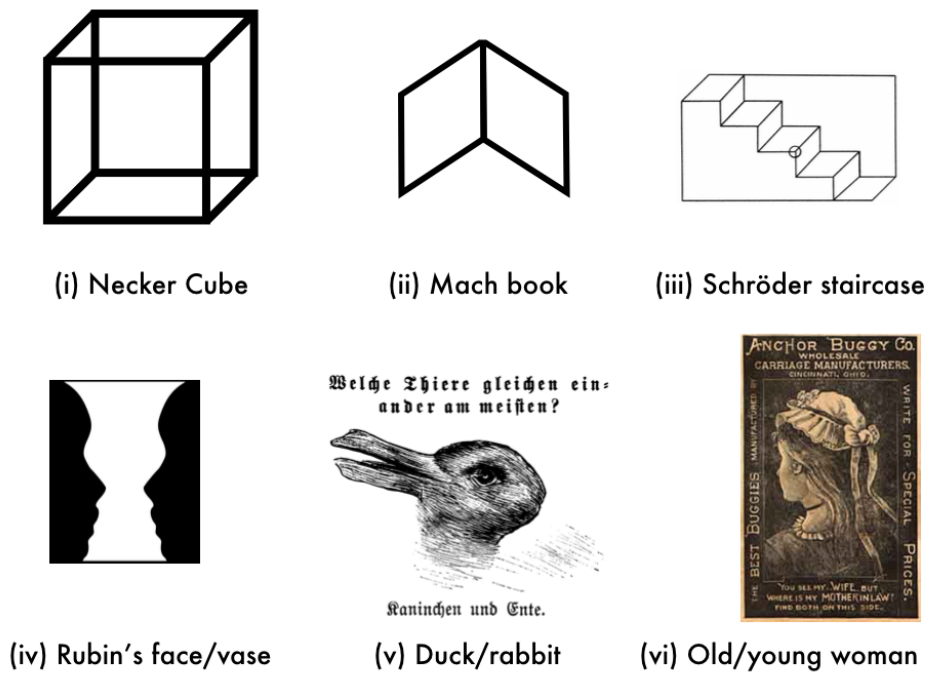 (i) Necker Cube
(ii) Mach book
(iii) Schröder staircase
Welche Thiere gleichen ein=
ander am meisten?
Kaninchen und Ente.
ANCHOR BUGGY CO.
WHOLESALE
CARRIAGE MANUFACTURERS.
CINCINNATI, OHIO.
THE BEST BUGGIES MANUFACTURED BY
WRITE FOR SPECIAL PRICES.
YOU SEE MY WIFE, BUT
WHERE IS MY MOTHER IN LAW?
FIND BOTH ON THIS SIDE.
(iv) Rubin's face/vase
(v) Duck/rabbit
(vi) Old/young woman